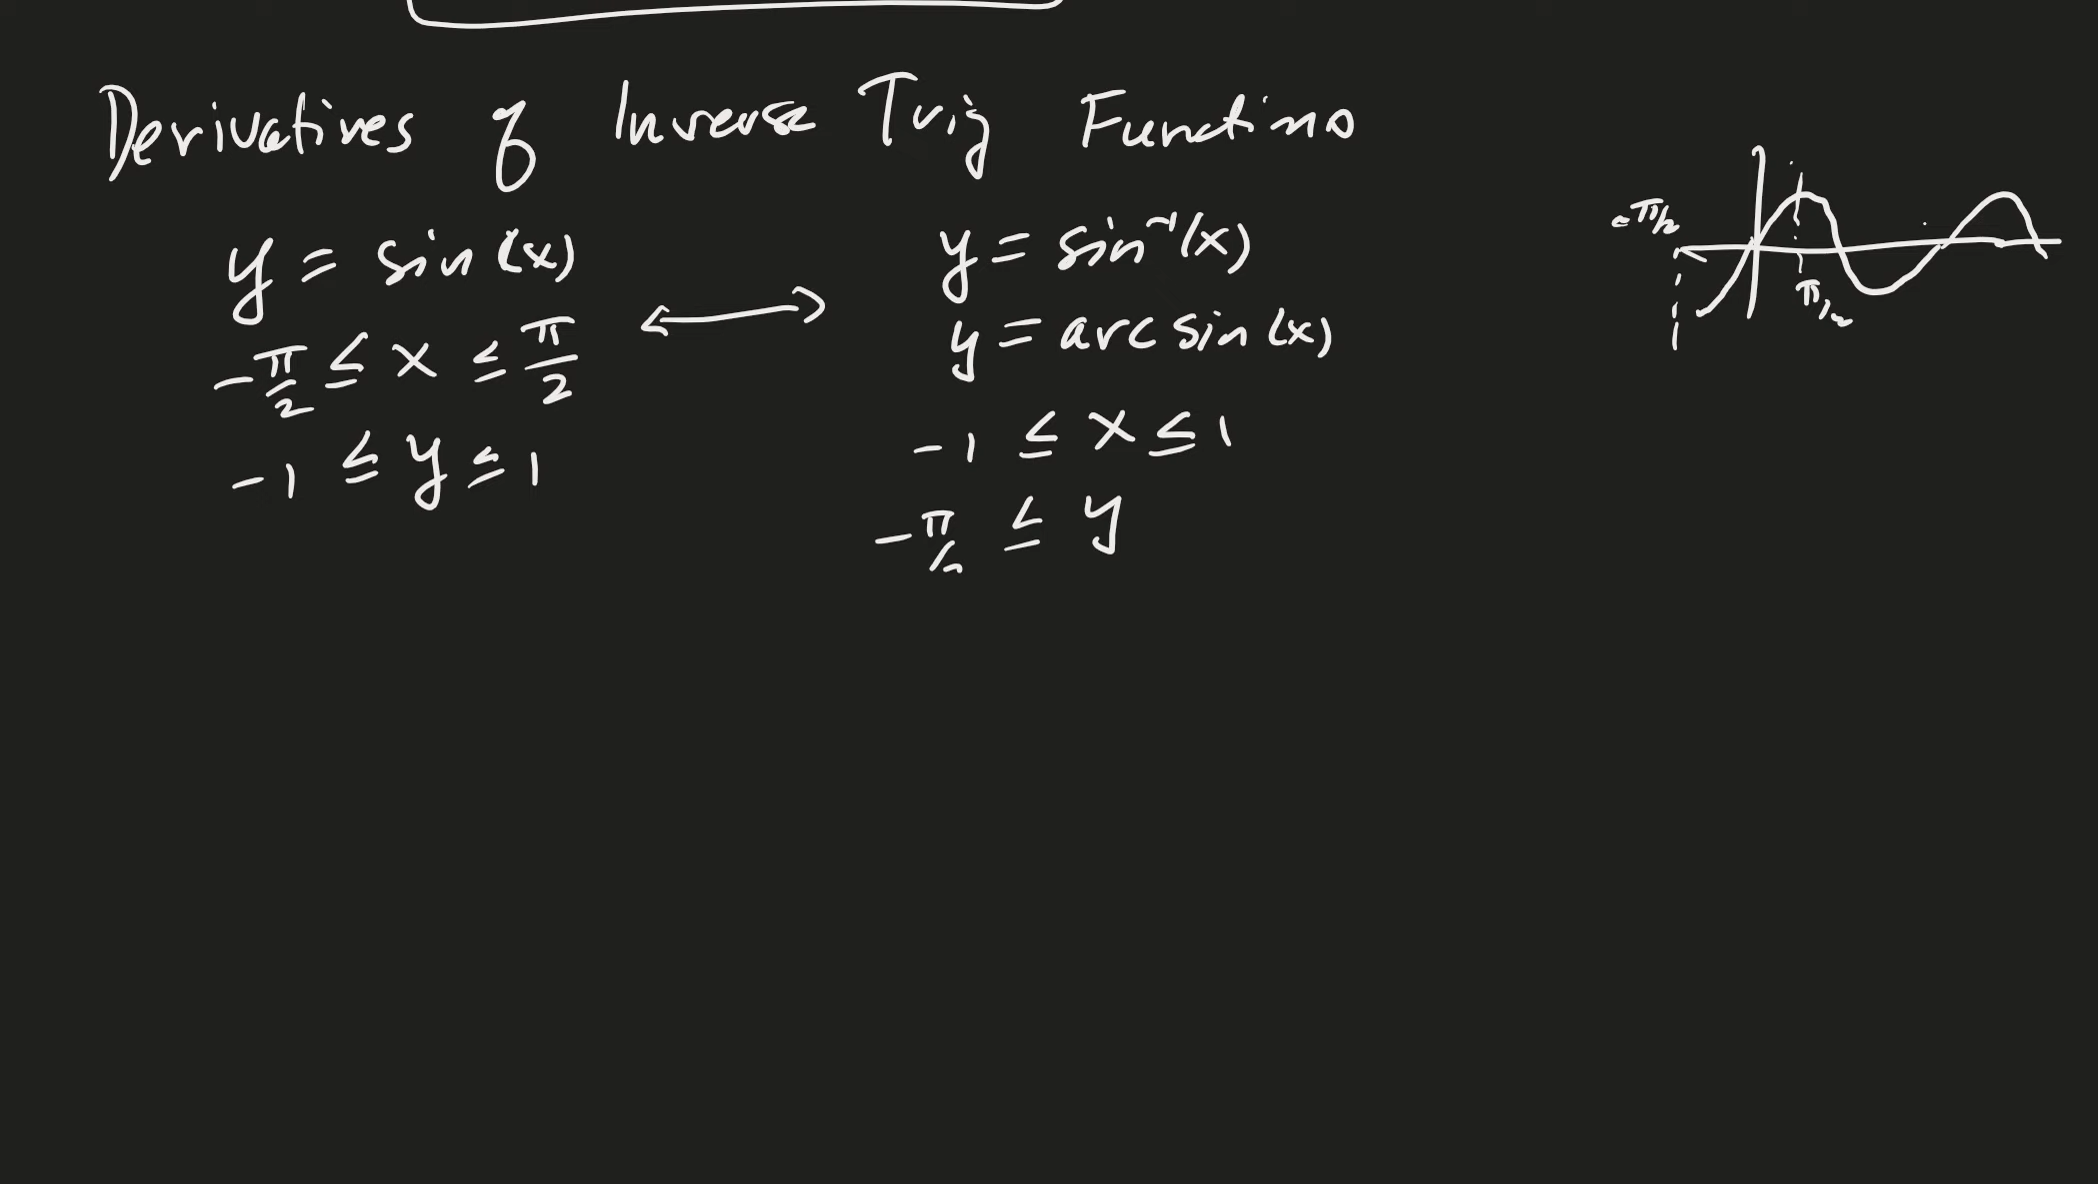 Derivatives of Inverse Trig Functions
y = sin(x)
-π/2 ≤ x ≤ π/2
-1 ≤ y ≤ 1
y = sin⁻¹(x)
y = arcsin(x)
-1 ≤ x ≤ 1
-π/2 ≤ y
-π/2
π/2